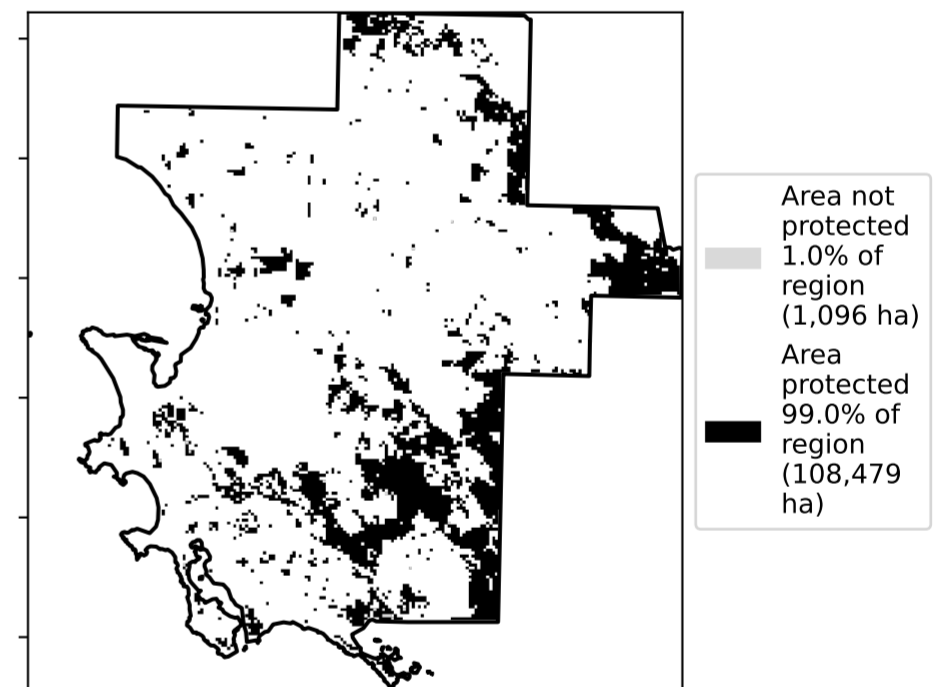 Area not
protected
1.0% of
region
(1,096 ha)
Area
protected
99.0% of
region
(108,479
ha)